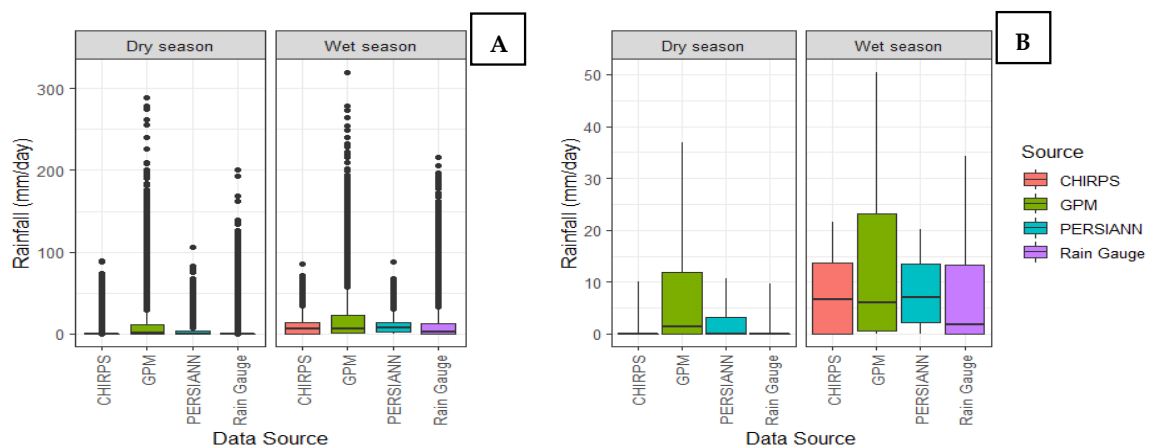 A
Dry season
Wet season
300
200
100
0
Rainfall (mm/day)
CHIRPS
GPM
PERSIANN
Rain Gauge
CHIRPS
GPM
PERSIANN
Rain Gauge
Data Source
B
Dry season
Wet season
50
40
30
20
10
0
Rainfall (mm/day)
CHIRPS
GPM
PERSIANN
Rain Gauge
CHIRPS
GPM
PERSIANN
Rain Gauge
Data Source
Source
CHIRPS
GPM
PERSIANN
Rain Gauge